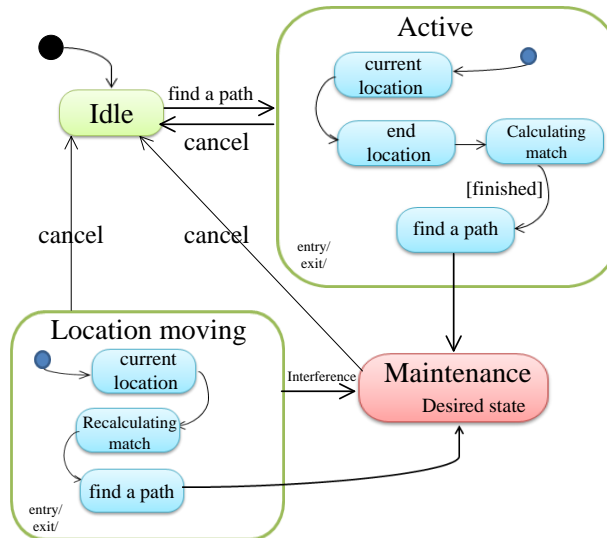 Active
current
location
end
location
Calculating
match
[finished]
find a path
entry/
exit/
Idle
find a path
cancel
cancel
cancel
Location moving
current
location
Recalculating
match
find a path
entry/
exit/
Interference
Maintenance
Desired state